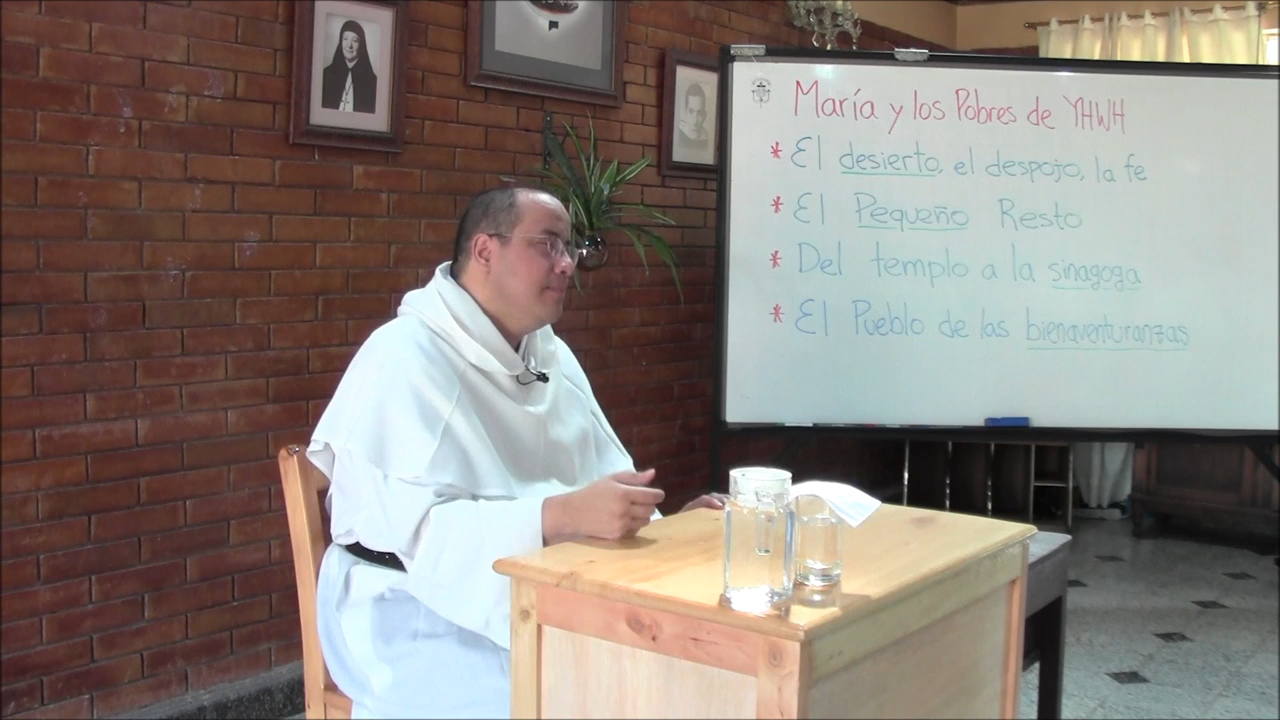 María y los Pobres de YHWH
* El desierto, el despojo, la fe
* El Pequeño Resto
* Del templo a la sinagoga
* El Pueblo de las bienaventuranzas